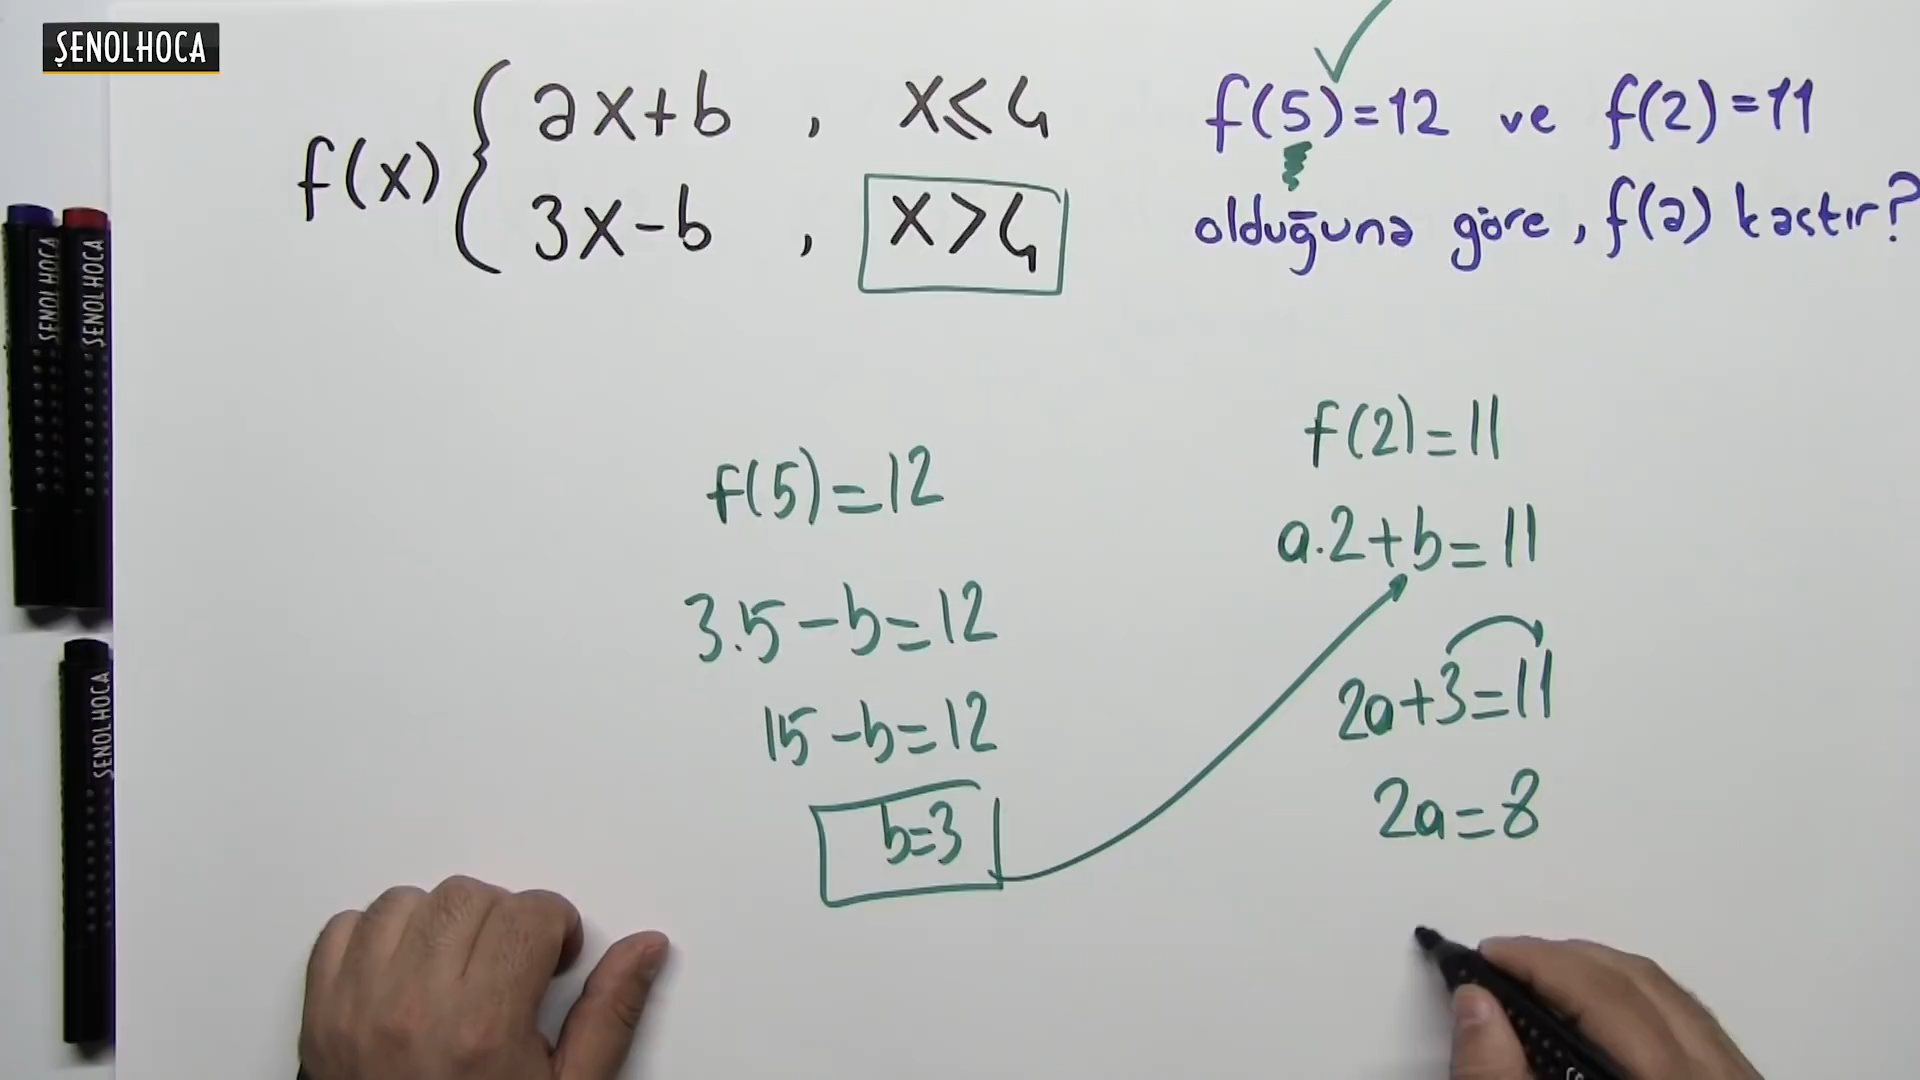 ŞENOLHOCA
f(x) { ax+b , x≤4
3x-b , x>4
f(5)=12 ve f(2)=11
olduğuna göre, f(a) kaçtır?
f(5)=12
3.5-b=12
15-b=12
b=3
f(2)=11
a.2+b=11
2a+3=11
2a=8
ŞENOLHOCA
ŞENOLHOCA
ŞENOLHOCA